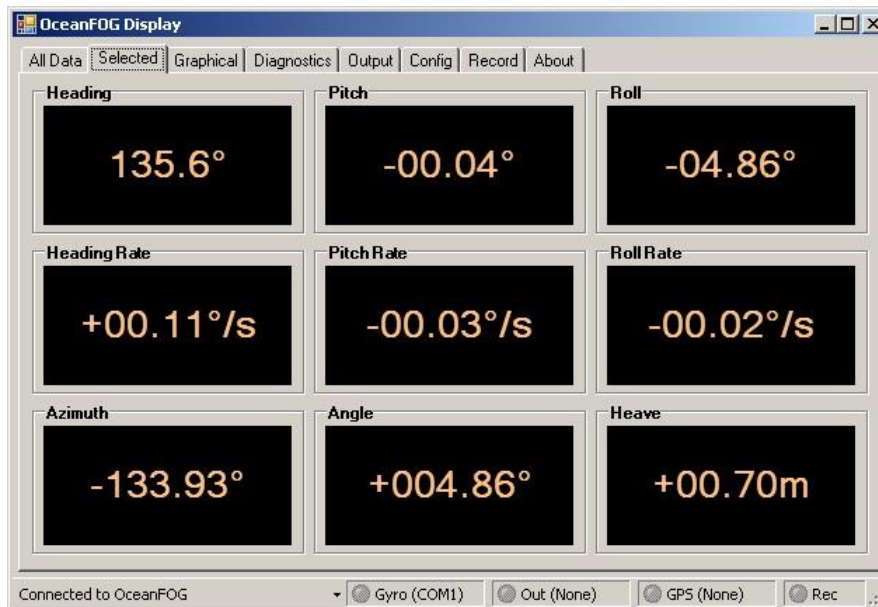 OceanFOG Display
All Data Selected Graphical Diagnostics Output Config Record About
Heading Pitch Roll
135.6° -00.04° -04.86°
Heading Rate Pitch Rate Roll Rate
+00.11°/s -00.03°/s -00.02°/s
Azimuth Angle Heave
-133.93° +004.86° +00.70m
Connected to OceanFOG Gyro (COM1) Out (None) GPS (None) Rec